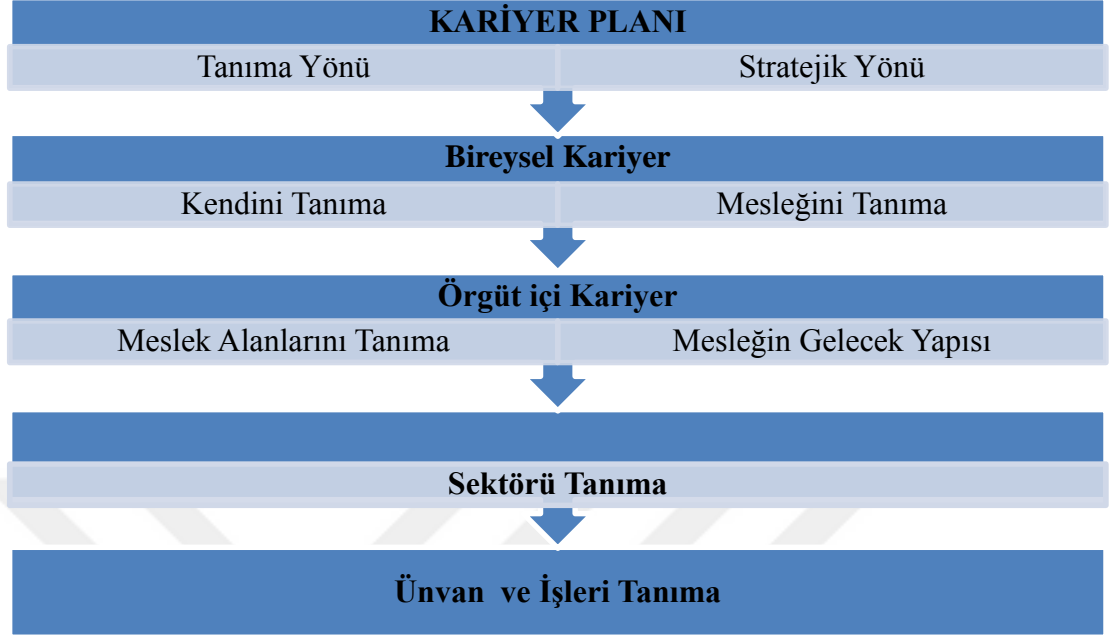 KARİYER PLANI
Tanıma Yönü
Stratejik Yönü
Bireysel Kariyer
Kendini Tanıma
Mesleğini Tanıma
Örgüt içi Kariyer
Meslek Alanlarını Tanıma
Mesleğin Gelecek Yapısı
Sektörü Tanıma
Ünvan ve İşleri Tanıma